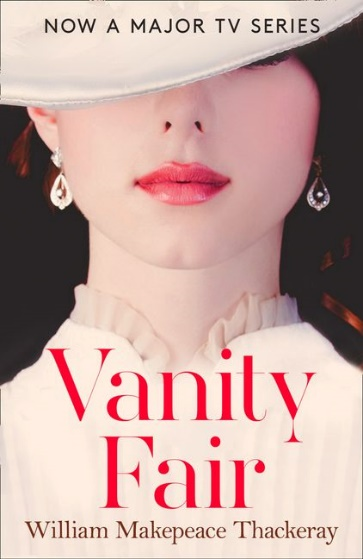 NOW A MAJOR TV SERIES
Vanity
Fair
William Makepeace Thackeray